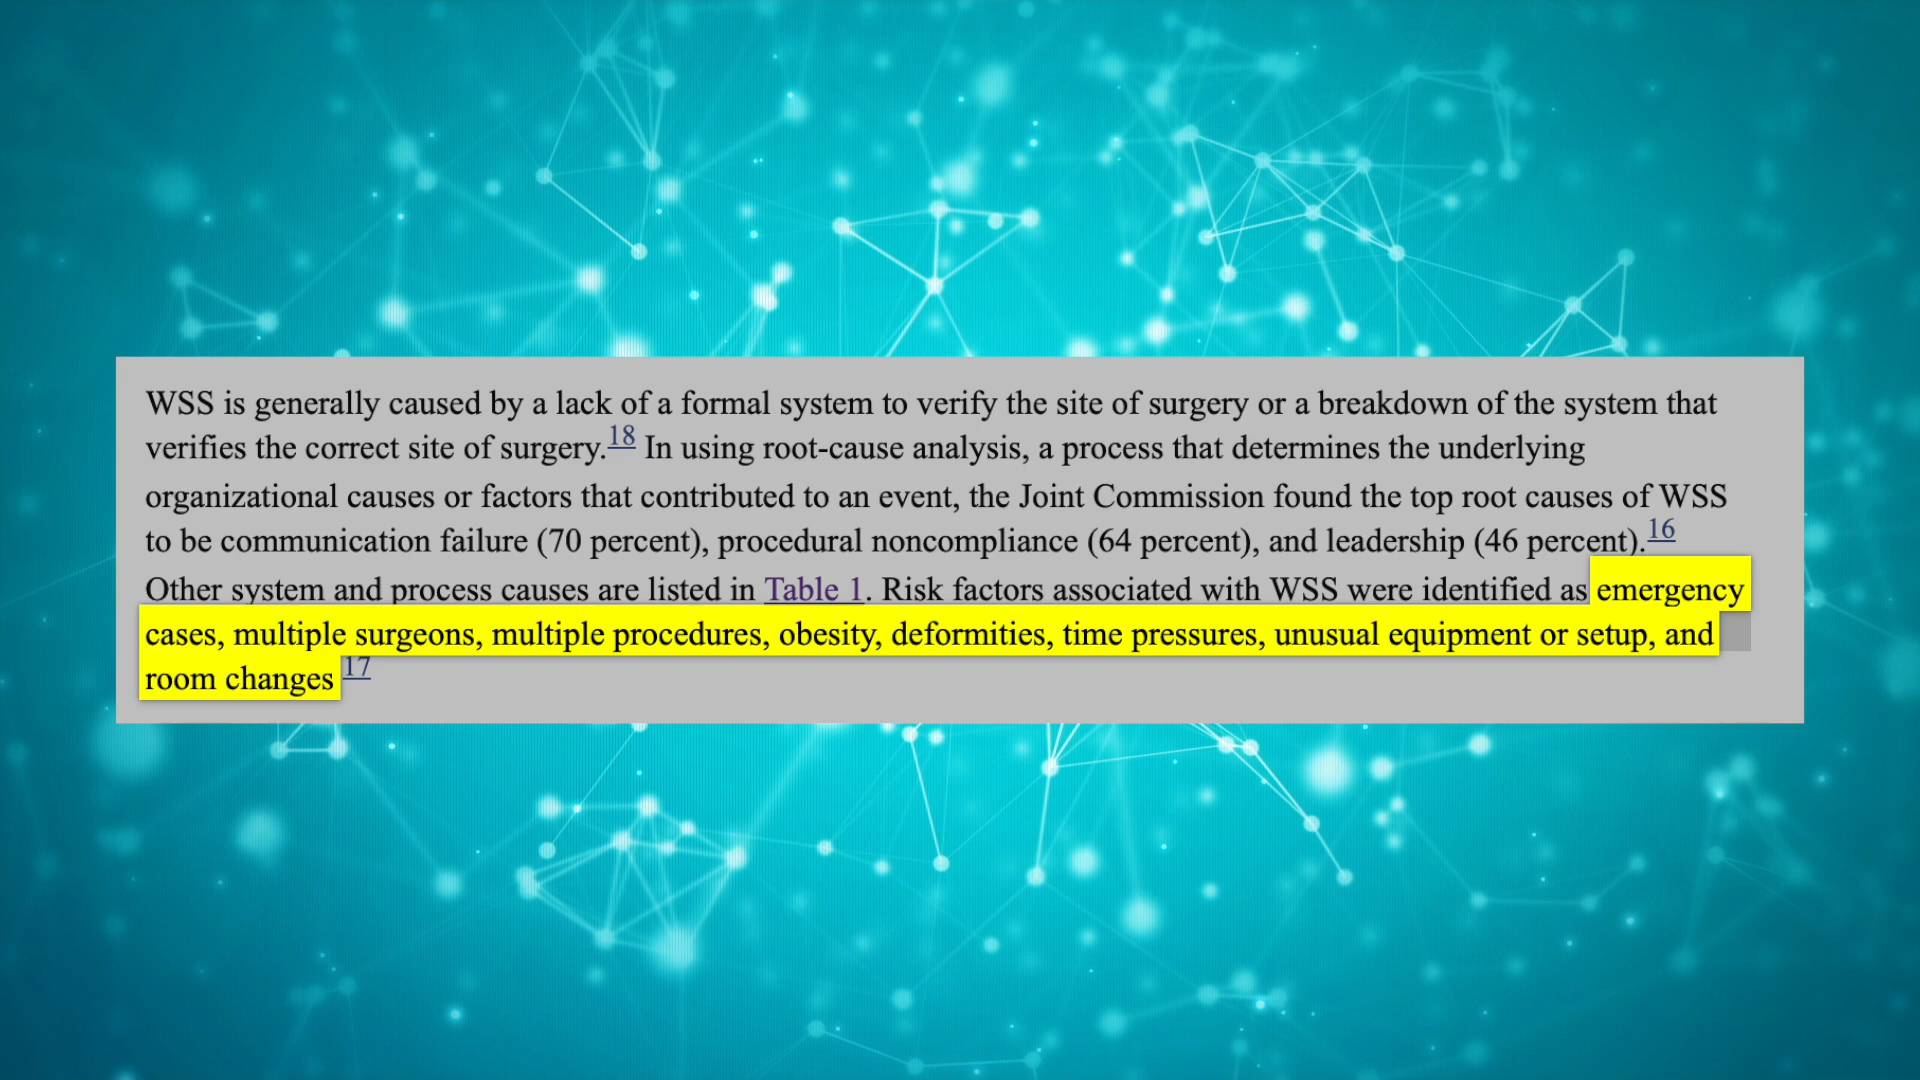 WSS is generally caused by a lack of a formal system to verify the site of surgery or a breakdown of the system that
verifies the correct site of surgery.18 In using root-cause analysis, a process that determines the underlying
organizational causes or factors that contributed to an event, the Joint Commission found the top root causes of WSS
to be communication failure (70 percent), procedural noncompliance (64 percent), and leadership (46 percent).16
Other system and process causes are listed in Table 1. Risk factors associated with WSS were identified as emergency
cases, multiple surgeons, multiple procedures, obesity, deformities, time pressures, unusual equipment or setup, and
room changes 17